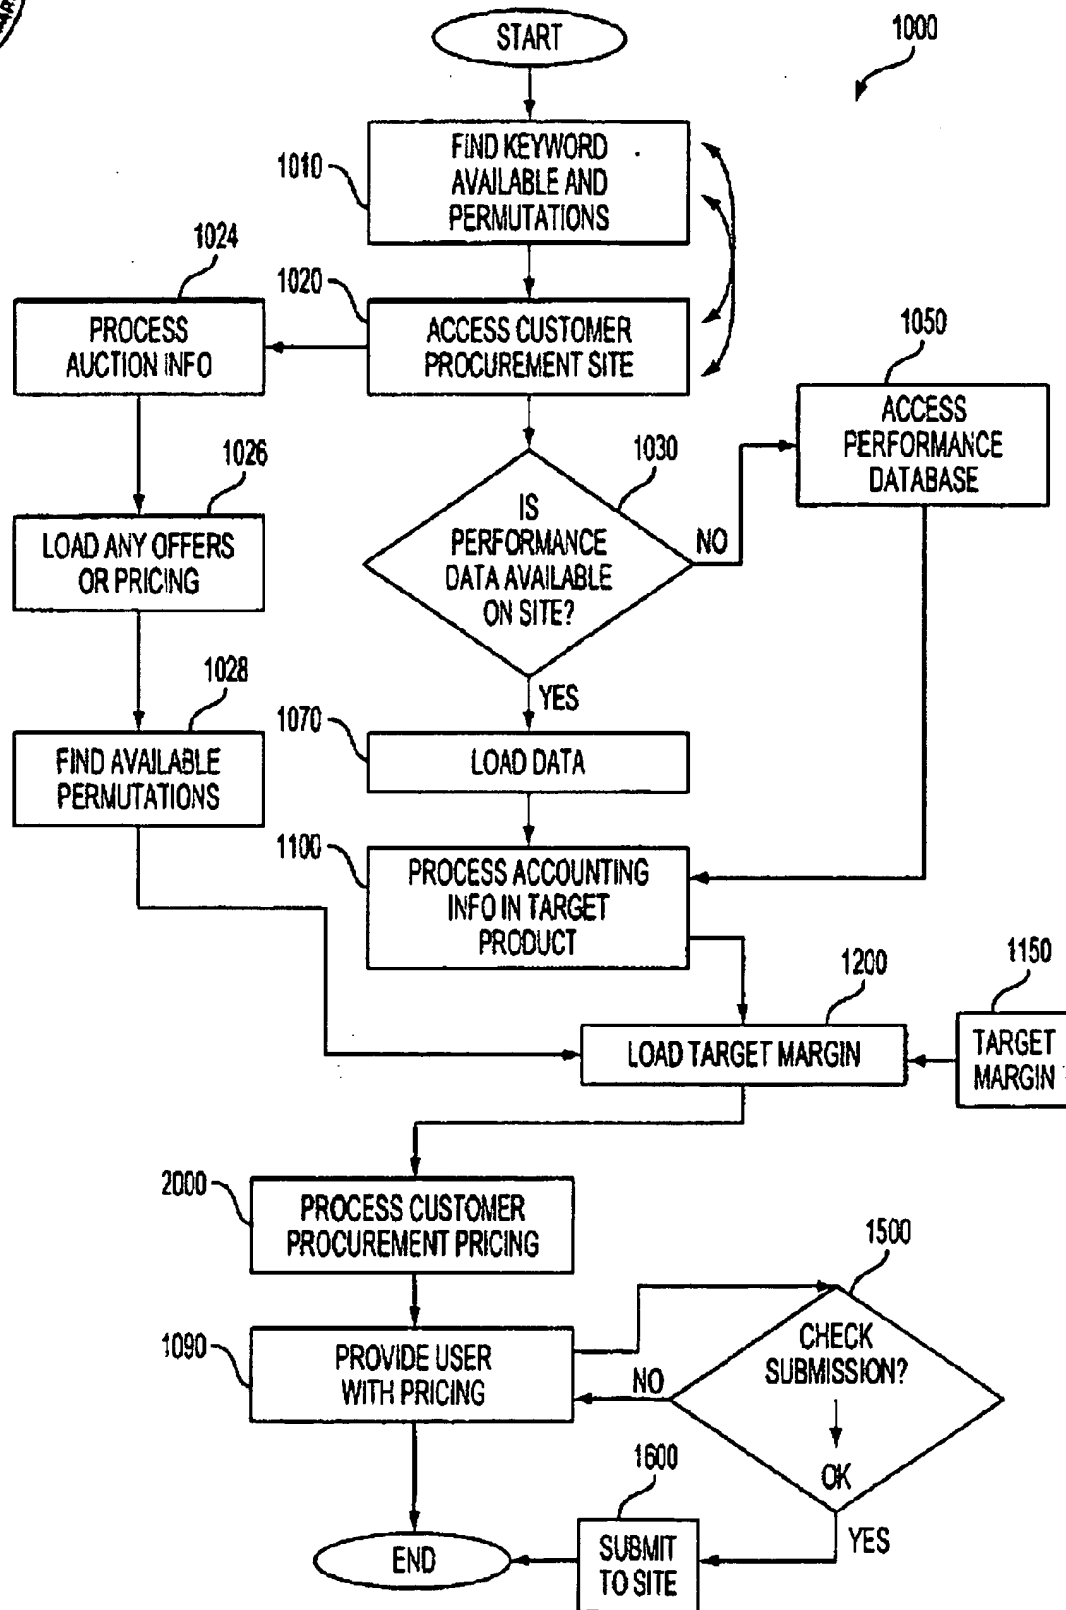 START
1000
FIND KEYWORD
AVAILABLE AND
PERMUTATIONS
1010
1024
1020
PROCESS
AUCTION INFO
ACCESS CUSTOMER
PROCUREMENT SITE
1050
ACCESS
PERFORMANCE
DATABASE
1026
1030
LOAD ANY OFFERS
OR PRICING
IS
PERFORMANCE
DATA AVAILABLE
ON SITE?
NO
YES
1028
FIND AVAILABLE
PERMUTATIONS
1070
LOAD DATA
1100
PROCESS ACCOUNTING
INFO IN TARGET
PRODUCT
1200
1150
LOAD TARGET MARGIN
TARGET
MARGIN
2000
PROCESS CUSTOMER
PROCUREMENT PRICING
1500
1090
PROVIDE USER
WITH PRICING
CHECK
SUBMISSION?
OK
NO
YES
1600
SUBMIT
TO SITE
END